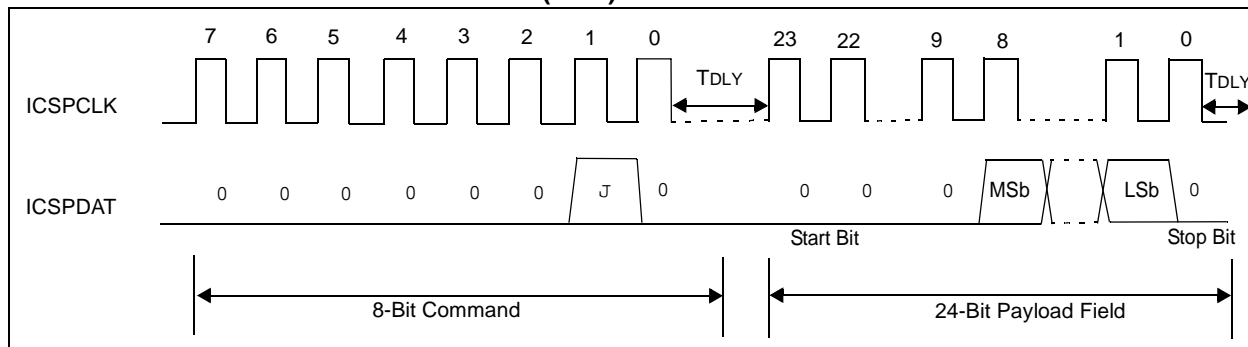 7 6 5 4 3 2 1 0 23 22 9 8 1 0
TDLY TDLY
ICSPCLK
0 0 0 0 0 0 J 0 0 0 0 MSb LSb 0
ICSPDAT
Start Bit Stop Bit
8-Bit Command 24-Bit Payload Field